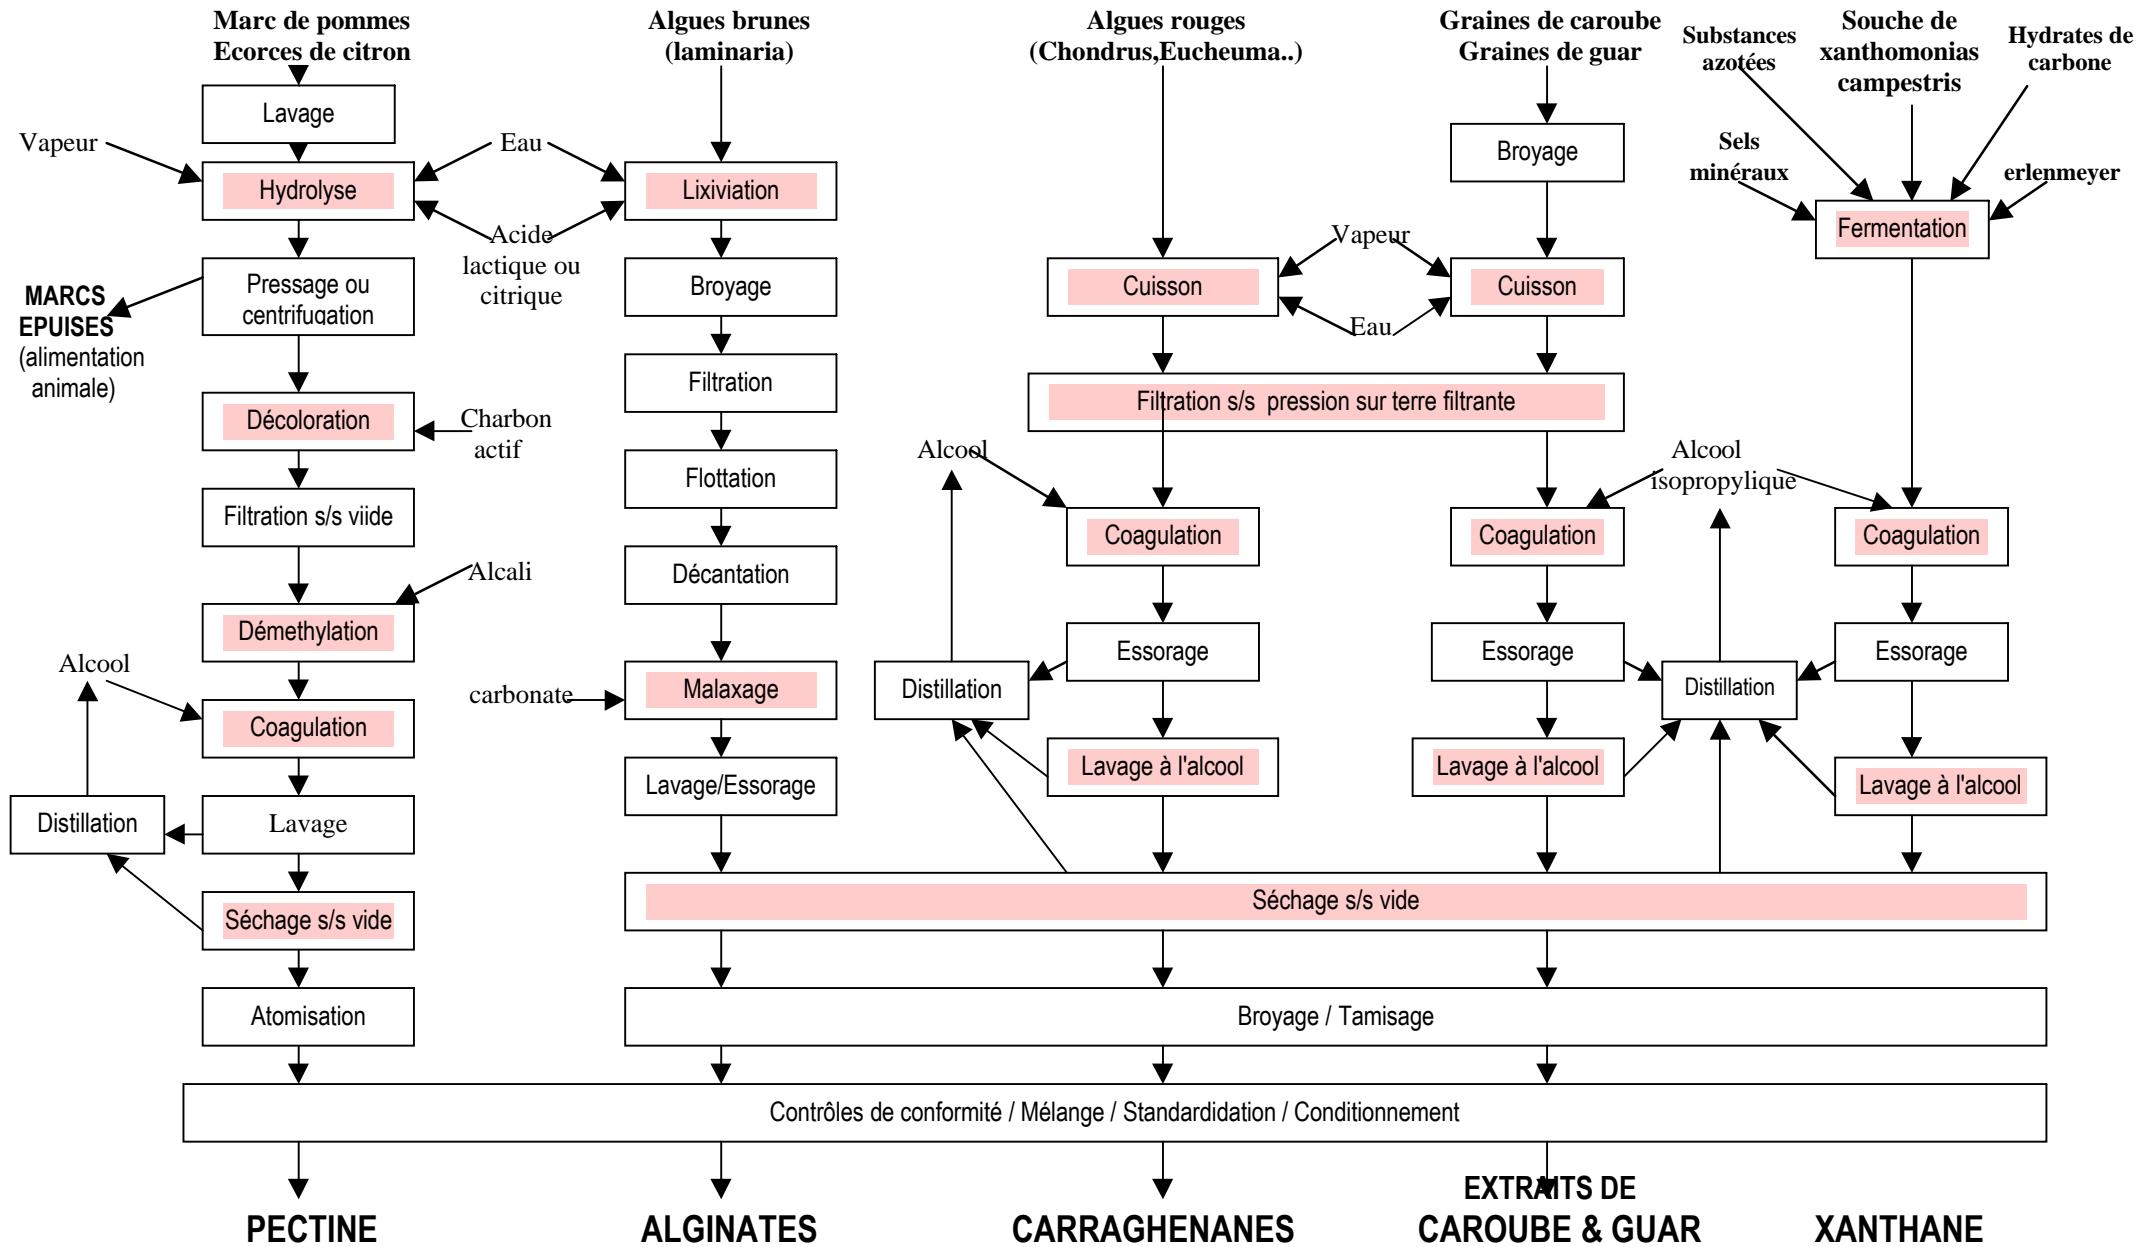 Marc de pommes
Ecorces de citron
Algues brunes
(laminaria)
Algues rouges
(Chondrus,Eucheuma..)
Graines de caroube
Graines de guar
Substances
azotées
Souche de
xanthomonias
campestris
Hydrates de
carbone
Lavage
Vapeur
Eau
Broyage
Sels
minéraux
erlenmeyer
Hydrolyse
Lixiviation
Fermentation
Acide
lactique ou
citrique
Vapeur
Pressage ou
centrifugation
Broyage
Cuisson
Cuisson
MARCS
EPUISES
(alimentation
animale)
Eau
Filtration
Filtration s/s pression sur terre filtrante
Décoloration
Charbon
actif
Alcool
Alcool
isopropylique
Flottation
Filtration s/s viide
Coagulation
Coagulation
Coagulation
Alcali
Décantation
Démethylation
Essorage
Essorage
Essorage
Alcool
carbonate
Malaxage
Distillation
Distillation
Coagulation
Lavage/Essorage
Lavage à l'alcool
Lavage à l'alcool
Lavage à l'alcool
Distillation
Lavage
Séchage s/s vide
Séchage s/s vide
Atomisation
Broyage / Tamisage
Contrôles de conformité / Mélange / Standardidation / Conditionnement
PECTINE
ALGINATES
CARRAGHENANES
EXTRAITS DE
CAROUBE & GUAR
XANTHANE